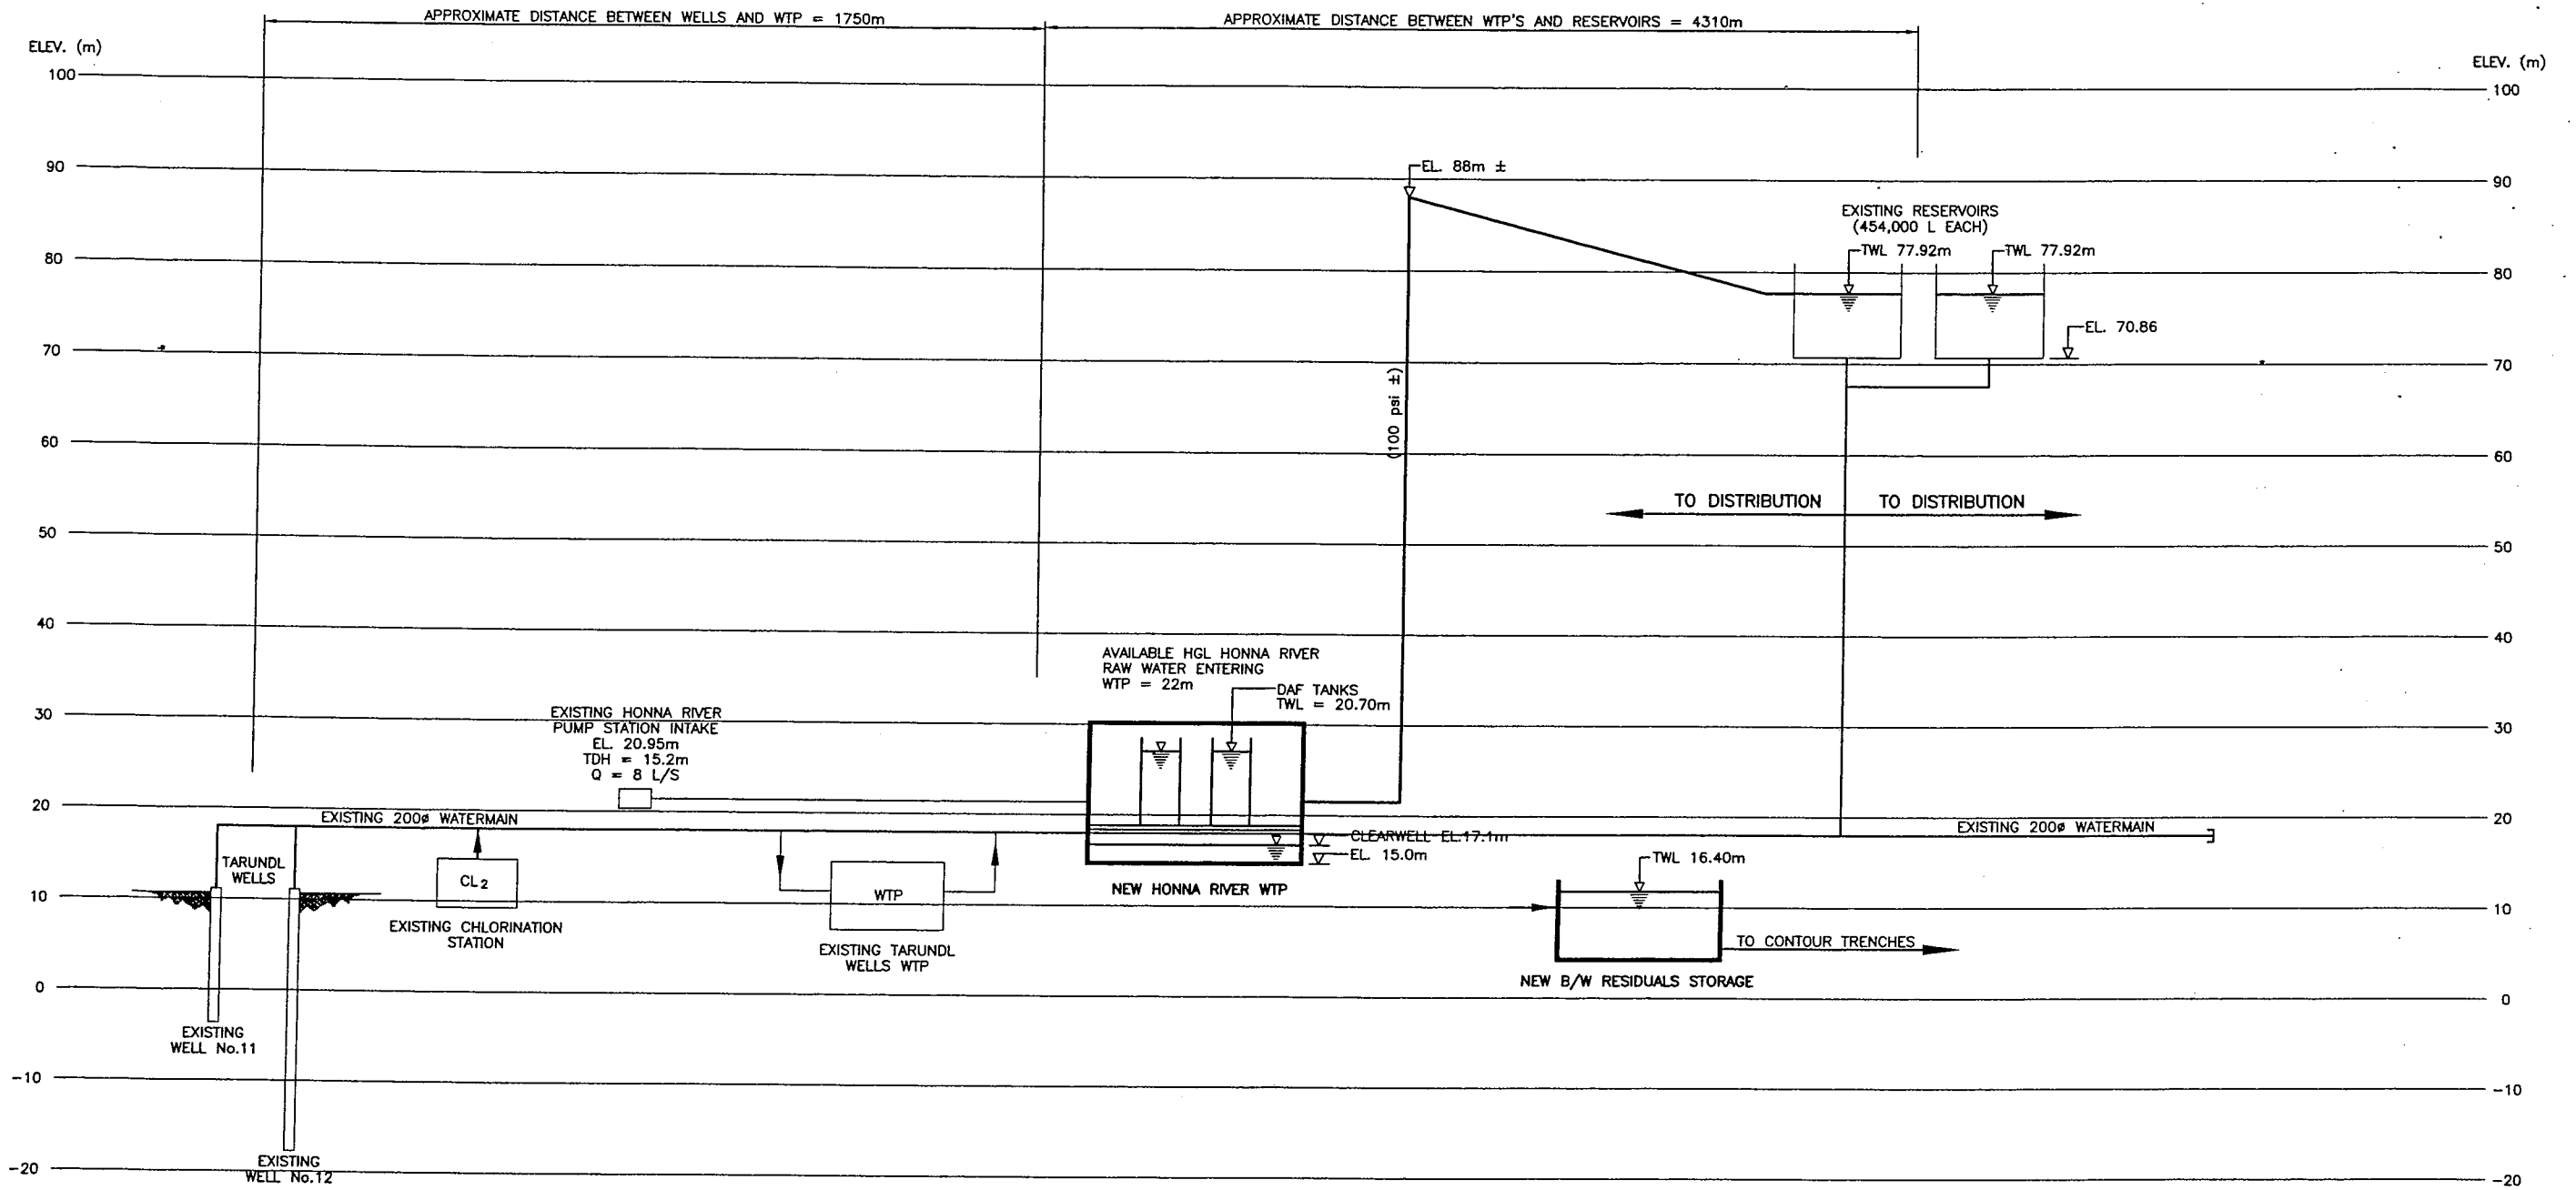 APPROXIMATE DISTANCE BETWEEN WELLS AND WTP = 1750m
APPROXIMATE DISTANCE BETWEEN WTP'S AND RESERVOIRS = 4310m
ELEV. (m)
ELEV. (m)
100
100
90
90
EL. 88m ±
EXISTING RESERVOIRS
(454,000 L EACH)
TWL 77.92m
TWL 77.92m
80
80
EL. 70.86
70
70
(100 psi ±)
60
60
TO DISTRIBUTION
TO DISTRIBUTION
50
50
40
40
AVAILABLE HGL HONNA RIVER
RAW WATER ENTERING
WTP = 22m
DAF TANKS
TWL = 20.70m
30
30
EXISTING HONNA RIVER
PUMP STATION INTAKE
EL. 20.95m
TDH = 15.2m
Q = 8 L/S
20
20
EXISTING 200ø WATERMAIN
EXISTING 200ø WATERMAIN
CLEARWELL EL.17.1m
EL. 15.0m
TARUNDL
WELLS
CL2
WTP
NEW HONNA RIVER WTP
TWL 16.40m
10
10
EXISTING CHLORINATION
STATION
EXISTING TARUNDL
WELLS WTP
TO CONTOUR TRENCHES
NEW B/W RESIDUALS STORAGE
0
0
EXISTING
WELL No.11
-10
-10
EXISTING
WELL No.12
-20
-20